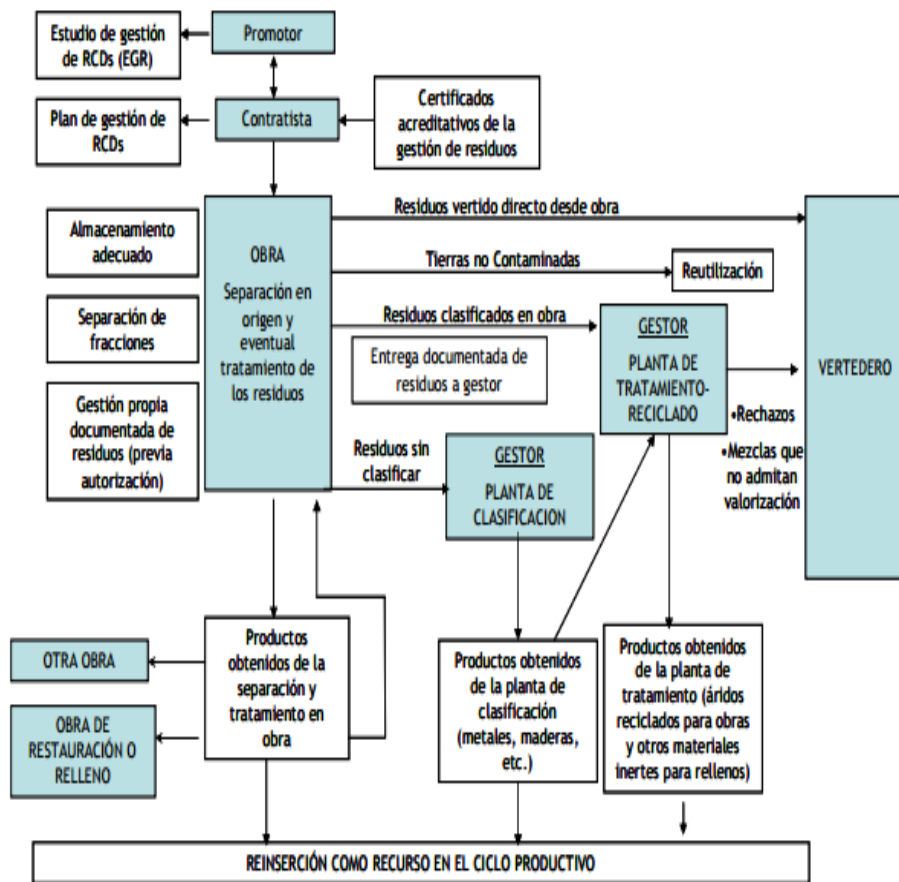 Estudio de gestión
de RCDs (EGR)
Promotor
Plan de gestión de
RCDs
Contratista
Certificados
acreditativos de la
gestión de residuos
Almacenamiento
adecuado
Separación de
fracciones
Gestión propia
documentada de
residuos (previa
autorización)
OBRA
Separación en
origen y
eventual
tratamiento de
los residuos
Residuos vertido directo desde obra
Tierras no Contaminadas
Reutilización
Residuos clasificados en obra
Entrega documentada de
residuos a gestor
GESTOR
PLANTA DE
TRATAMIENTO-
RECICLADO
VERTEDERO
•Rechazos
•Mezclas que
no admitan
valorización
Residuos sin
clasificar
GESTOR
PLANTA DE
CLASIFICACION
OTRA OBRA
OBRA DE
RESTAURACIÓN O
RELLENO
Productos
obtenidos de la
separación y
tratamiento en
obra
Productos obtenidos
de la planta de
clasificación
(metales, maderas,
etc.)
Productos obtenidos
de la planta de
tratamiento (áridos
reciclados para obras
y otros materiales
inertes para rellenos)
REINSERCIÓN COMO RECURSO EN EL CICLO PRODUCTIVO